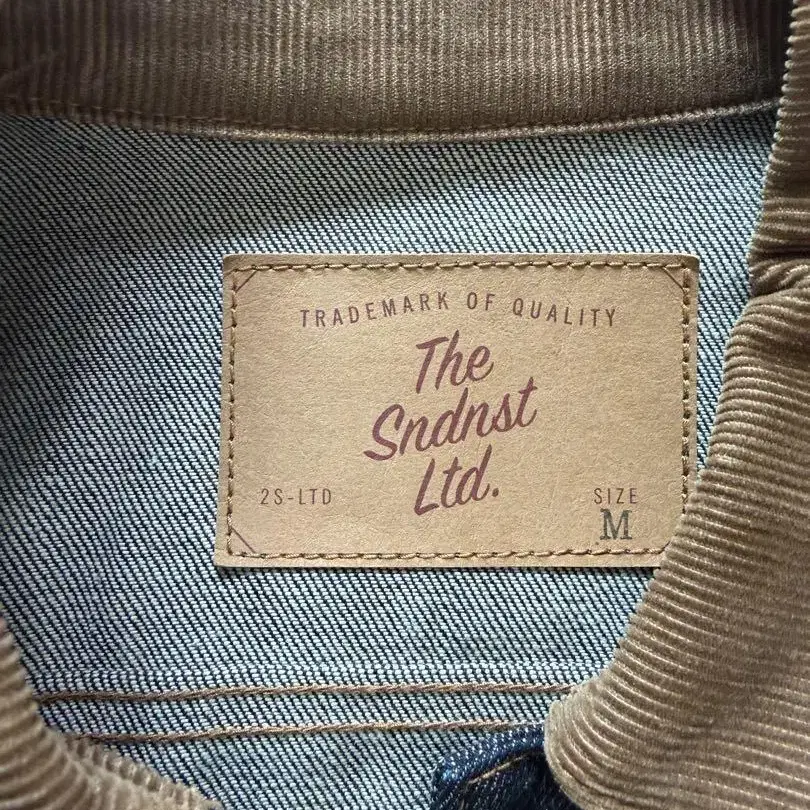 TRADEMARK OF QUALITY
The
Sndnst
Ltd.
2S-LTD
SIZE
M